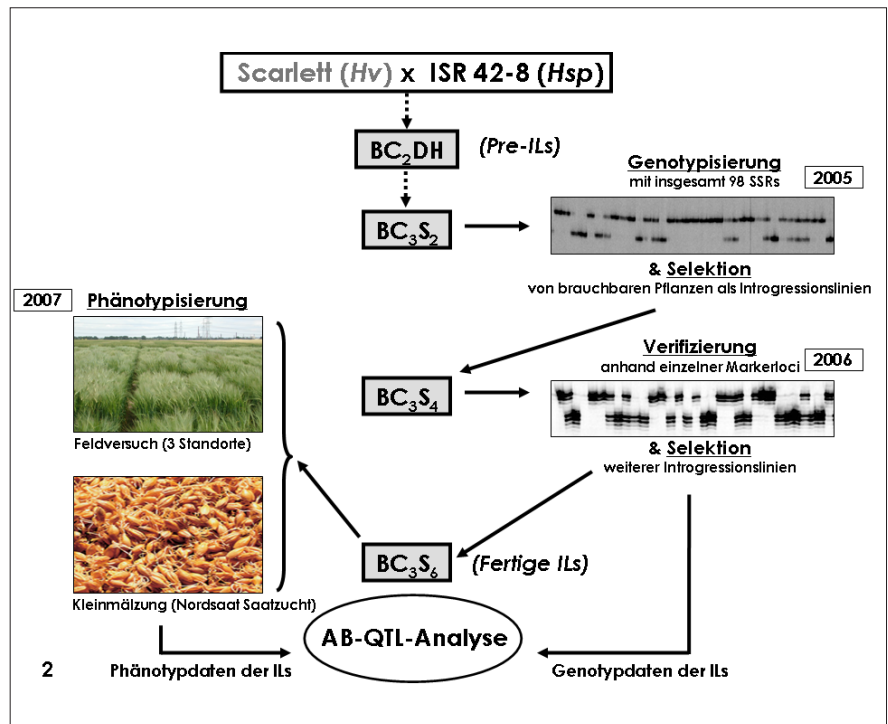 Scarlett (Hv) x ISR 42-8 (Hsp)
BC2DH
(Pre-ILs)
Genotypisierung
mit insgesamt 98 SSRs
2005
BC3S2
& Selektion
von brauchbaren Pflanzen als Introgressionslinien
2007
Phänotypisierung
Verifizierung
anhand einzelner Markerloci
2006
BC3S4
Feldversuch (3 Standorte)
& Selektion
weiterer Introgressionslinien
BC3S6
(Fertige ILs)
Kleinmälzung (Nordsaat Saatzucht)
AB-QTL-Analyse
2
Phänotypdaten der ILs
Genotypdaten der ILs